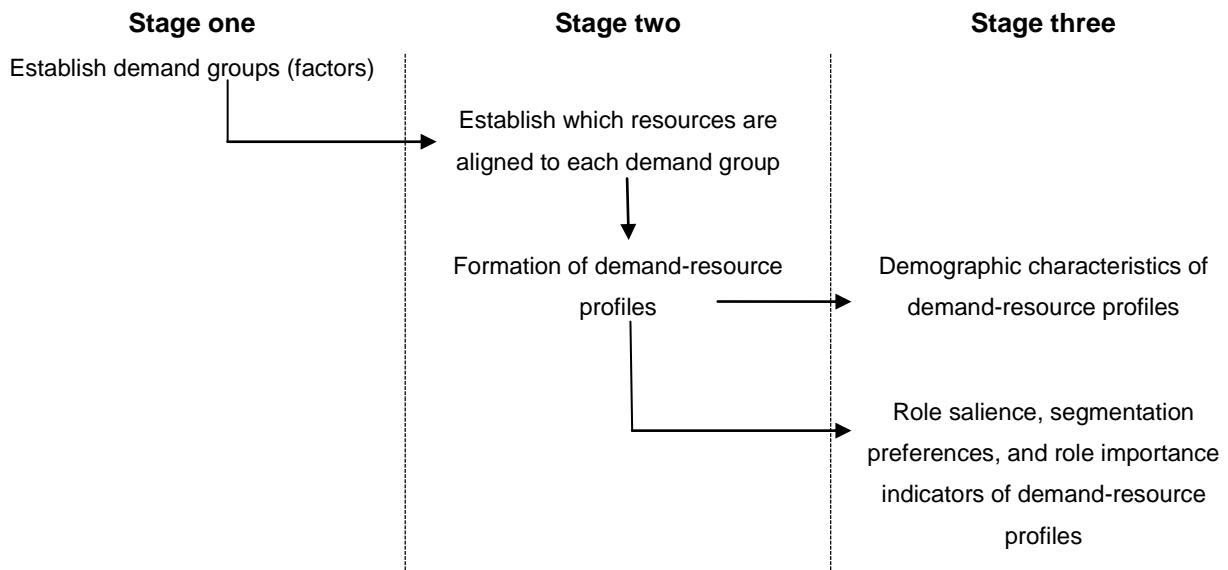 Stage one
Stage two
Stage three
Establish demand groups (factors)
Establish which resources are
aligned to each demand group
Formation of demand-resource
profiles
Demographic characteristics of
demand-resource profiles
Role salience, segmentation
preferences, and role importance
indicators of demand-resource
profiles